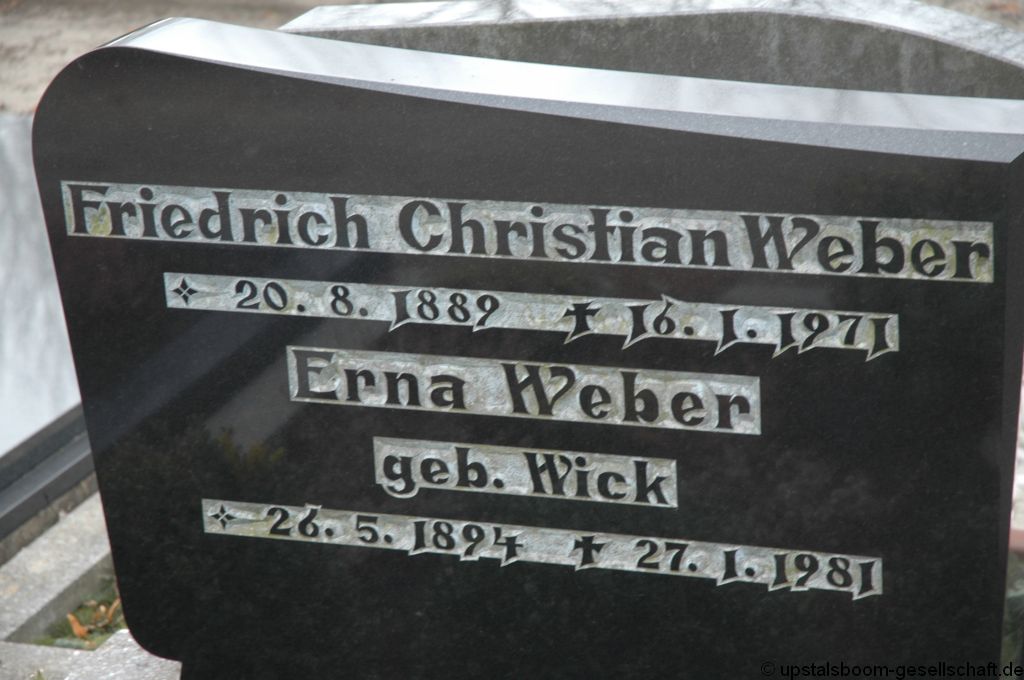 Friedrich Christian Weber
20. 8. 1889 ✝ 16. 1. 1971
Erna Weber
geb. Wick
26. 5. 1894 ✝ 27. 1. 1981
© upstalsboom-gesellschaft.de